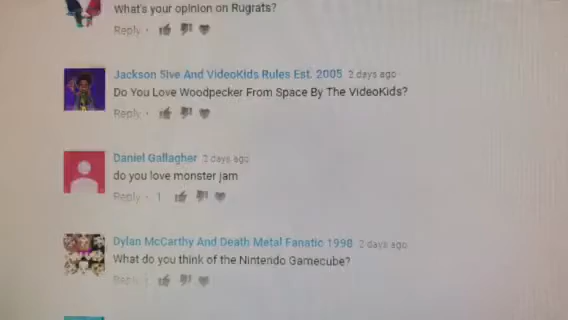 What's your opinion on Rugrats?
Reply •
Jackson 5ive And VideoKids Rules Est. 2005 2 days ago
Do You Love Woodpecker From Space By The VideoKids?
Reply •
Daniel Gallagher 2 days ago
do you love monster jam
Reply • 1
Dylan McCarthy And Death Metal Fanatic 1998 2 days ago
What do you think of the Nintendo Gamecube?
Reply •